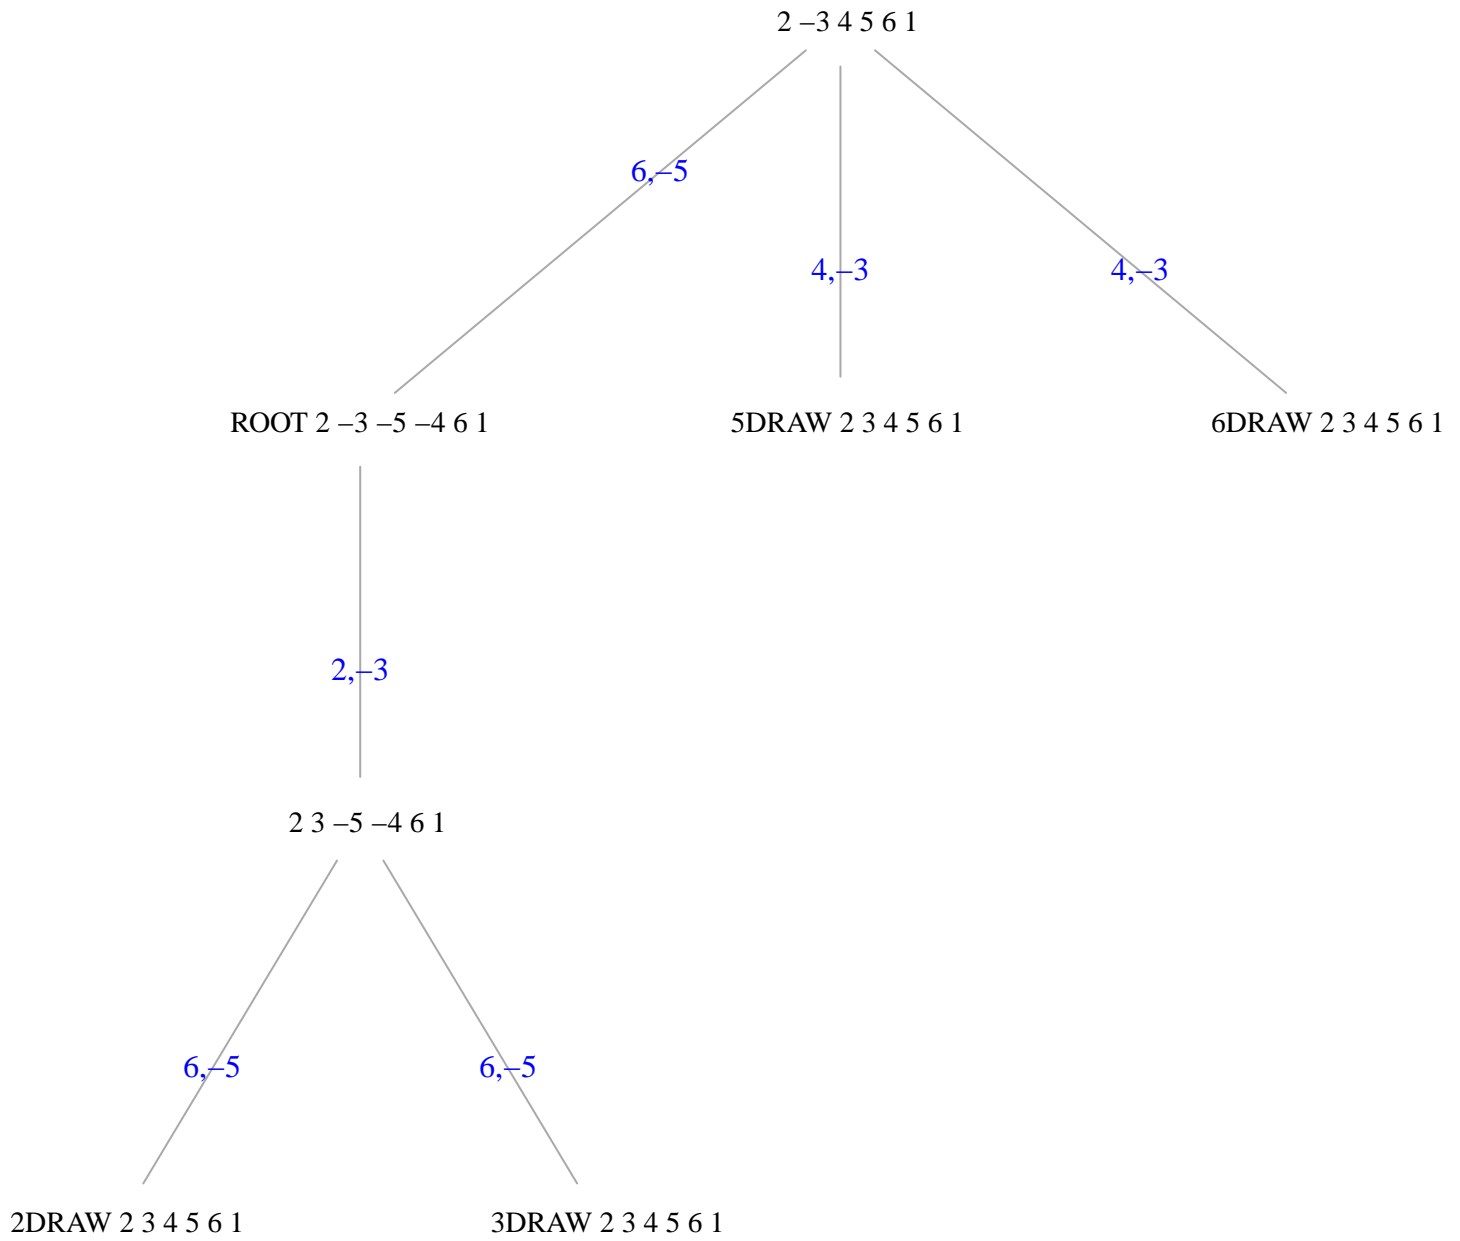 2 –3 4 5 6 1
6,–5
4,–3
4,–3
ROOT 2 –3 –5 –4 6 1
5DRAW 2 3 4 5 6 1
6DRAW 2 3 4 5 6 1
2,–3
2 3 –5 –4 6 1
6,–5
6,–5
2DRAW 2 3 4 5 6 1
3DRAW 2 3 4 5 6 1